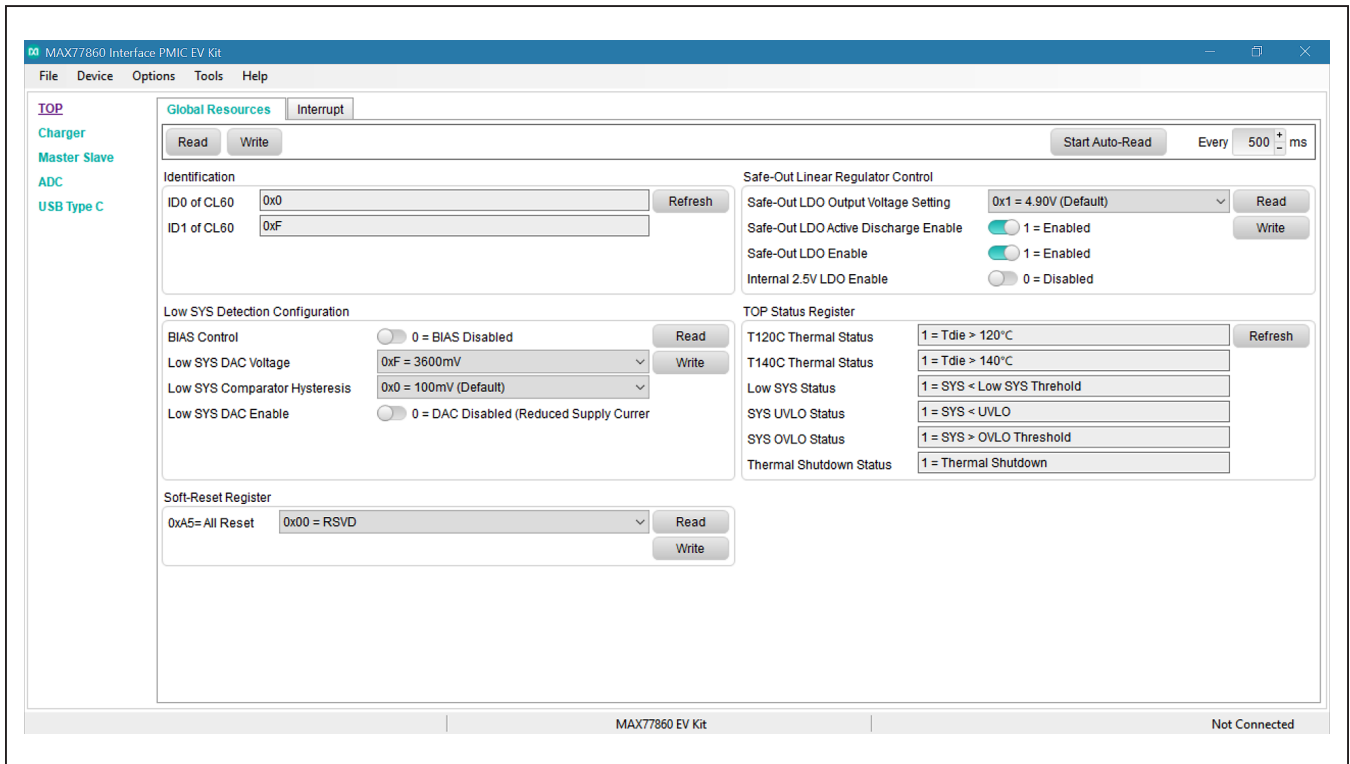 MAX77860 Interface PMIC EV Kit
File Device Options Tools Help
TOP
Charger
Master Slave
ADC
USB Type C
Global Resources Interrupt
Read Write Start Auto-Read Every 500 + - ms
Identification
ID0 of CL60 0x0 Refresh
ID1 of CL60 0xF
Safe-Out Linear Regulator Control
Safe-Out LDO Output Voltage Setting 0x1 = 4.90V (Default) Read
Safe-Out LDO Active Discharge Enable 1 = Enabled Write
Safe-Out LDO Enable 1 = Enabled
Internal 2.5V LDO Enable 0 = Disabled
Low SYS Detection Configuration
BIAS Control 0 = BIAS Disabled Read
Low SYS DAC Voltage 0xF = 3600mV Write
Low SYS Comparator Hysteresis 0x0 = 100mV (Default)
Low SYS DAC Enable 0 = DAC Disabled (Reduced Supply Currer
TOP Status Register
T120C Thermal Status 1 = Tdie > 120°C Refresh
T140C Thermal Status 1 = Tdie > 140°C
Low SYS Status 1 = SYS < Low SYS Threhold
SYS UVLO Status 1 = SYS < UVLO
SYS OVLO Status 1 = SYS > OVLO Threshold
Thermal Shutdown Status 1 = Thermal Shutdown
Soft-Reset Register
0xA5= All Reset 0x00 = RSVD Read
Write
MAX77860 EV Kit Not Connected